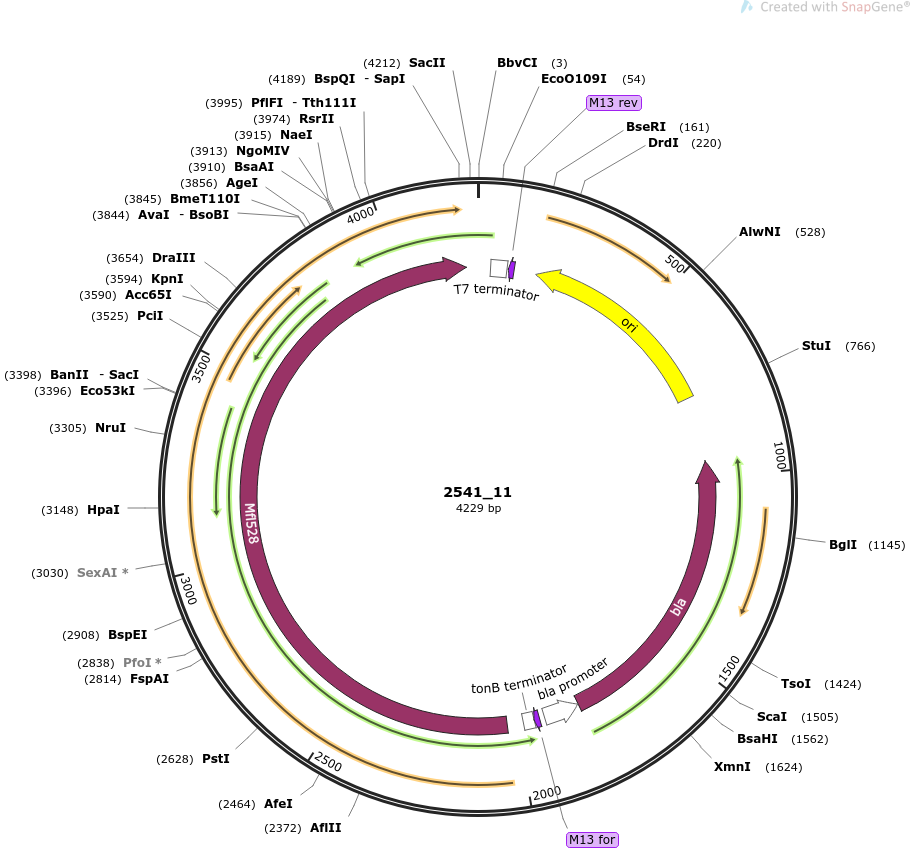 Created with SnapGene®
(4212) SacII
BbvCI (3)
(4189) BspQI - SapI
EcoO109I (54)
(3995) PflFI - Tth111I
M13 rev
(3974) RsrII
BseRI (161)
(3915) NaeI
DrdI (220)
(3913) NgoMIV
(3910) BsaAI
(3856) AgeI
(3845) BmeT110I
(3844) AvaI - BsoBI
4000
AlwNI (528)
(3654) DraIII
500
(3594) KpnI
T7 terminator
(3590) Acc65I
(3525) PciI
ori
StuI (766)
3500
(3398) BanII - SacI
(3396) Eco53kI
(3305) NruI
1000
2541_11
4229 bp
(3148) HpaI
Mfl528
BglI (1145)
(3030) SexAI *
3000
bla
(2908) BspEI
(2838) PfoI *
(2814) FspAI
tonB terminator
bla promoter
1500
TsoI (1424)
ScaI (1505)
BsaHI (1562)
(2628) PstI
2500
XmnI (1624)
2000
(2464) AfeI
(2372) AflII
M13 for